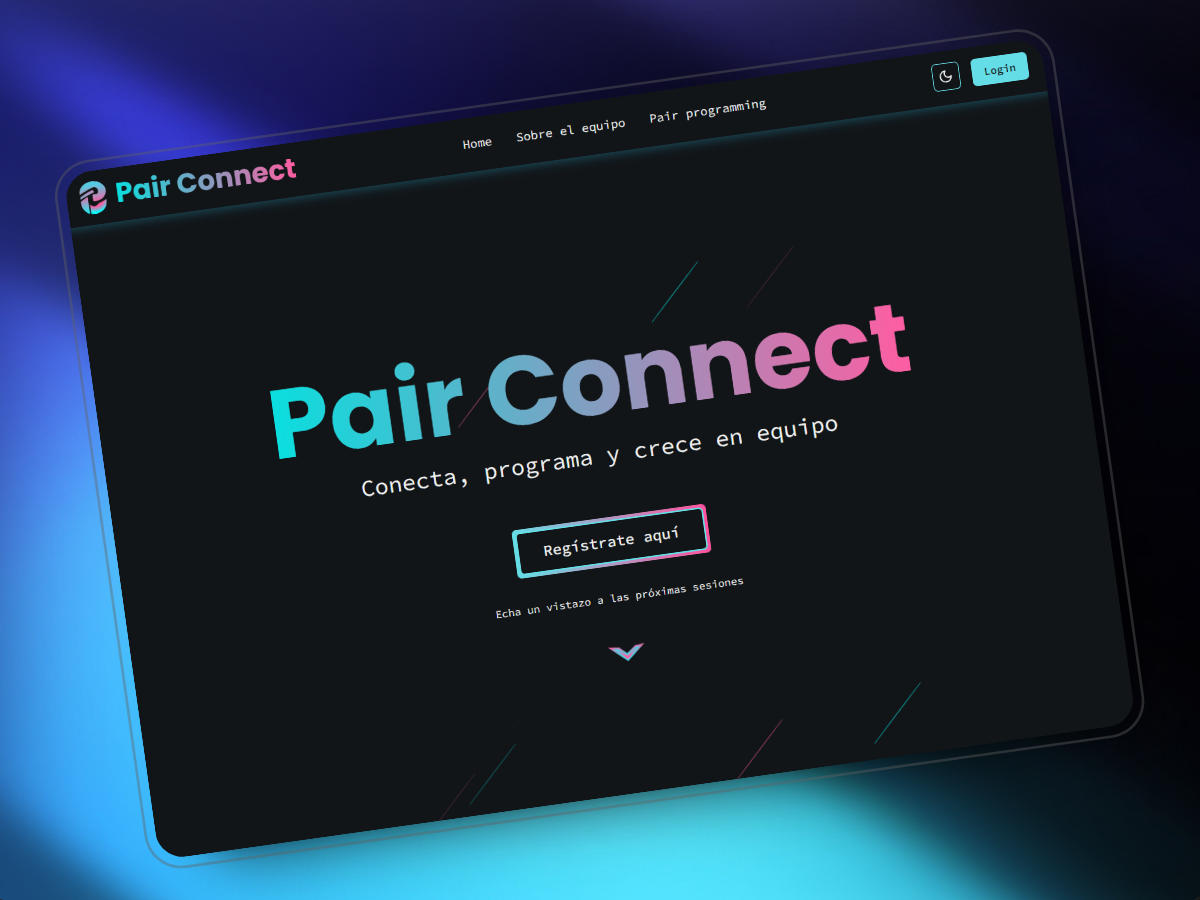 Pair Connect
Home
Sobre el equipo
Pair programming
Login
Pair Connect
Conecta, programa y crece en equipo
Regístrate aquí
Echa un vistazo a las próximas sesiones